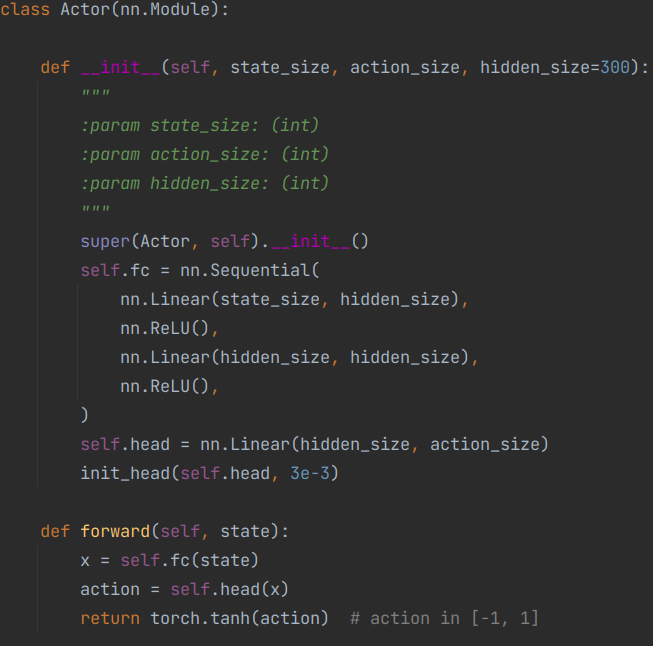 class Actor(nn.Module):
    def __init__(self, state_size, action_size, hidden_size=300):
        """
        :param state_size: (int)
        :param action_size: (int)
        :param hidden_size: (int)
        """
        super(Actor, self).__init__()
        self.fc = nn.Sequential(
            nn.Linear(state_size, hidden_size),
            nn.ReLU(),
            nn.Linear(hidden_size, hidden_size),
            nn.ReLU(),
        )
        self.head = nn.Linear(hidden_size, action_size)
        init_head(self.head, 3e-3)
    def forward(self, state):
        x = self.fc(state)
        action = self.head(x)
        return torch.tanh(action)  # action in [-1, 1]